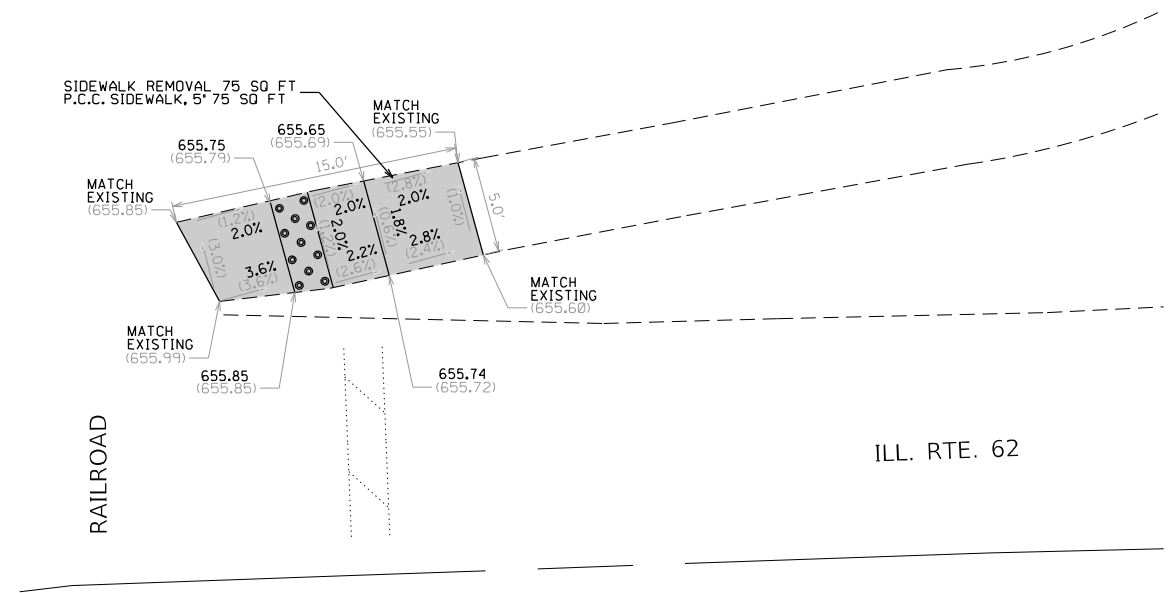 SIDEWALK REMOVAL 75 SQ FT
P.C.C. SIDEWALK, 5" 75 SQ FT
MATCH
EXISTING
(655.55)
655.65
(655.69)
655.75
(655.79)
15.0'
MATCH
EXISTING
(655.85)
(1.2%)
2.0%
(3.0%)
3.6%
(3.6%)
(2.0%)
2.0%
2.0%
(1.2%)
2.2%
(2.6%)
(2.8%)
2.0%
1.8%
(0.6%)
2.8%
(2.4%)
(1.0%)
5.0'
MATCH
EXISTING
(655.60)
MATCH
EXISTING
(655.99)
655.85
(655.85)
655.74
(655.72)
RAILROAD
ILL. RTE. 62